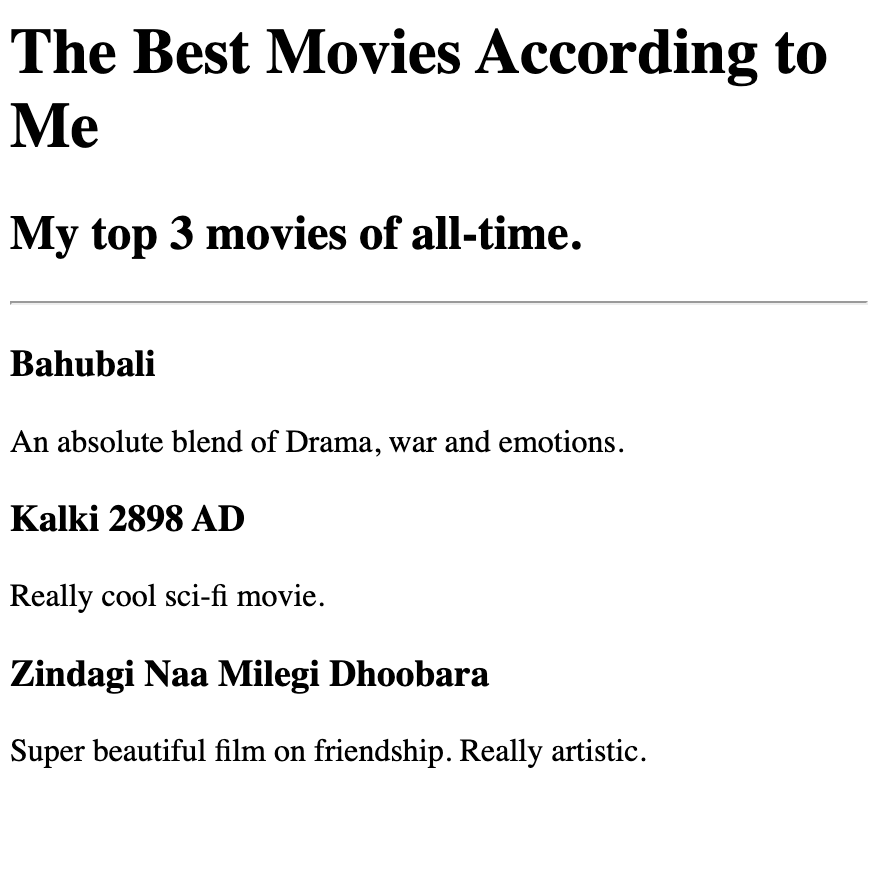 The Best Movies According to
Me
My top 3 movies of all-time.
Bahubali
An absolute blend of Drama, war and emotions.
Kalki 2898 AD
Really cool sci-fi movie.
Zindagi Naa Milegi Dhoobara
Super beautiful film on friendship. Really artistic.